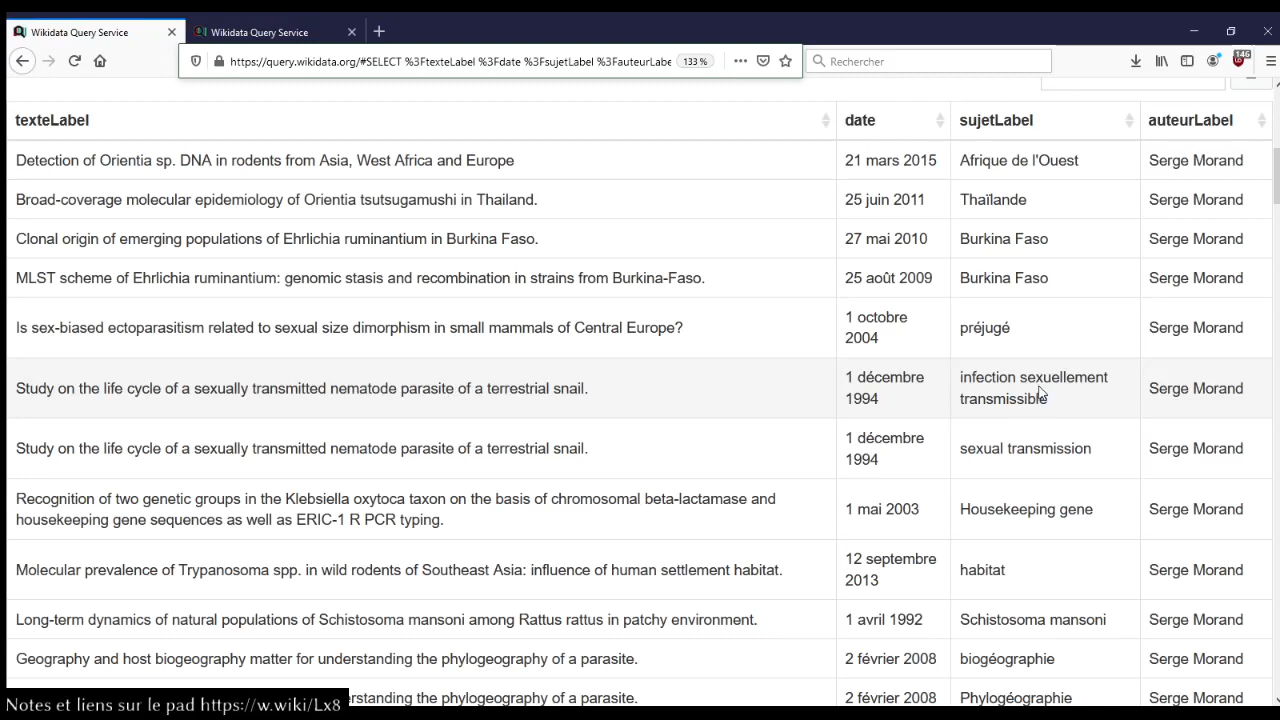 Wikidata Query Service
Wikidata Query Service
https://query.wikidata.org/#SELECT %3FtexteLabel %3Fdate %3FsujetLabel %3FauteurLabe
133 %
Rechercher
146
texteLabel date sujetLabel auteurLabel
Detection of Orientia sp. DNA in rodents from Asia, West Africa and Europe 21 mars 2015 Afrique de l'Ouest Serge Morand
Broad-coverage molecular epidemiology of Orientia tsutsugamushi in Thailand. 25 juin 2011 Thaïlande Serge Morand
Clonal origin of emerging populations of Ehrlichia ruminantium in Burkina Faso. 27 mai 2010 Burkina Faso Serge Morand
MLST scheme of Ehrlichia ruminantium: genomic stasis and recombination in strains from Burkina-Faso. 25 août 2009 Burkina Faso Serge Morand
Is sex-biased ectoparasitism related to sexual size dimorphism in small mammals of Central Europe? 1 octobre
2004 préjugé Serge Morand
Study on the life cycle of a sexually transmitted nematode parasite of a terrestrial snail. 1 décembre
1994 infection sexuellement
transmissible Serge Morand
Study on the life cycle of a sexually transmitted nematode parasite of a terrestrial snail. 1 décembre
1994 sexual transmission Serge Morand
Recognition of two genetic groups in the Klebsiella oxytoca taxon on the basis of chromosomal beta-lactamase and
housekeeping gene sequences as well as ERIC-1 R PCR typing. 1 mai 2003 Housekeeping gene Serge Morand
Molecular prevalence of Trypanosoma spp. in wild rodents of Southeast Asia: influence of human settlement habitat. 12 septembre
2013 habitat Serge Morand
Long-term dynamics of natural populations of Schistosoma mansoni among Rattus rattus in patchy environment. 1 avril 1992 Schistosoma mansoni Serge Morand
Geography and host biogeography matter for understanding the phylogeography of a parasite. 2 février 2008 biogéographie Serge Morand
rstanding the phylogeography of a parasite. 2 février 2008 Phylogéographie Serge Morand
Notes et liens sur le pad https://w.wiki/Lx8